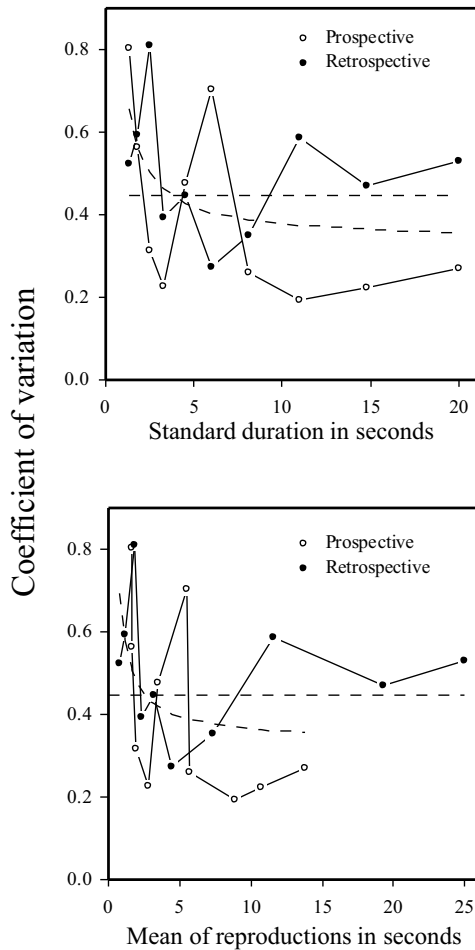 Coefficient of variation
Prospective
Retrospective
0.8
0.6
0.4
0.2
0.0
0 5 10 15 20
Standard duration in seconds
Prospective
Retrospective
0.8
0.6
0.4
0.2
0.0
0 5 10 15 20 25
Mean of reproductions in seconds